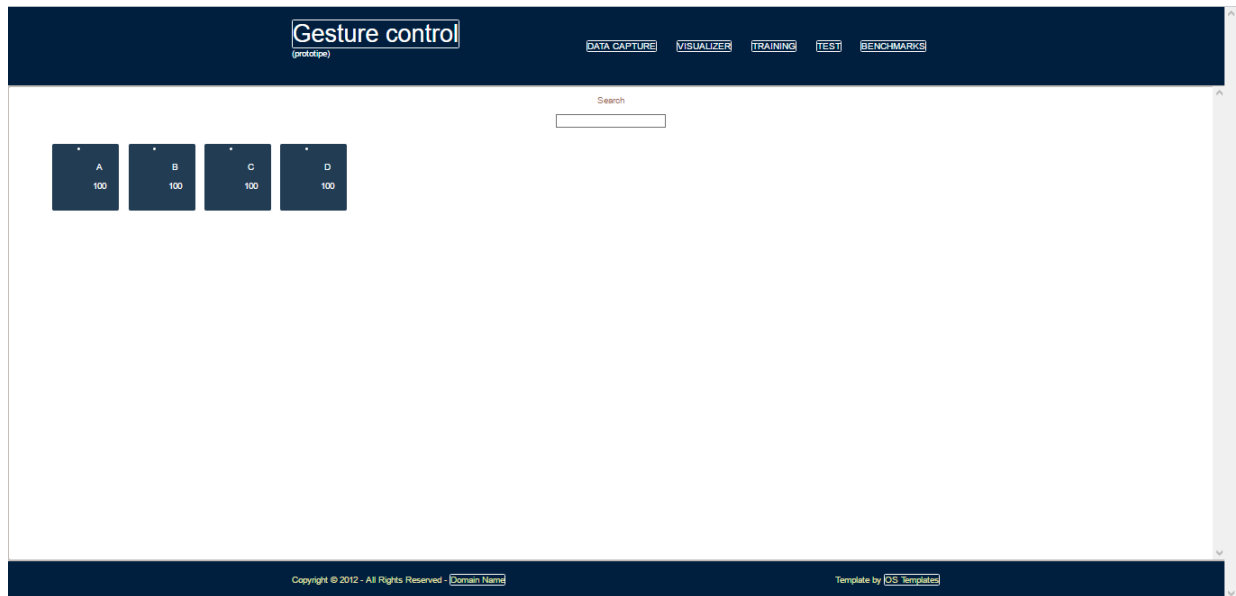 Gesture control
(prototipe)
DATA CAPTURE VISUALIZER TRAINING TEST BENCHMARKS
Search
A B C D
100 100 100 100
Copyright © 2012 - All Rights Reserved - Domain Name Template by OS Templates